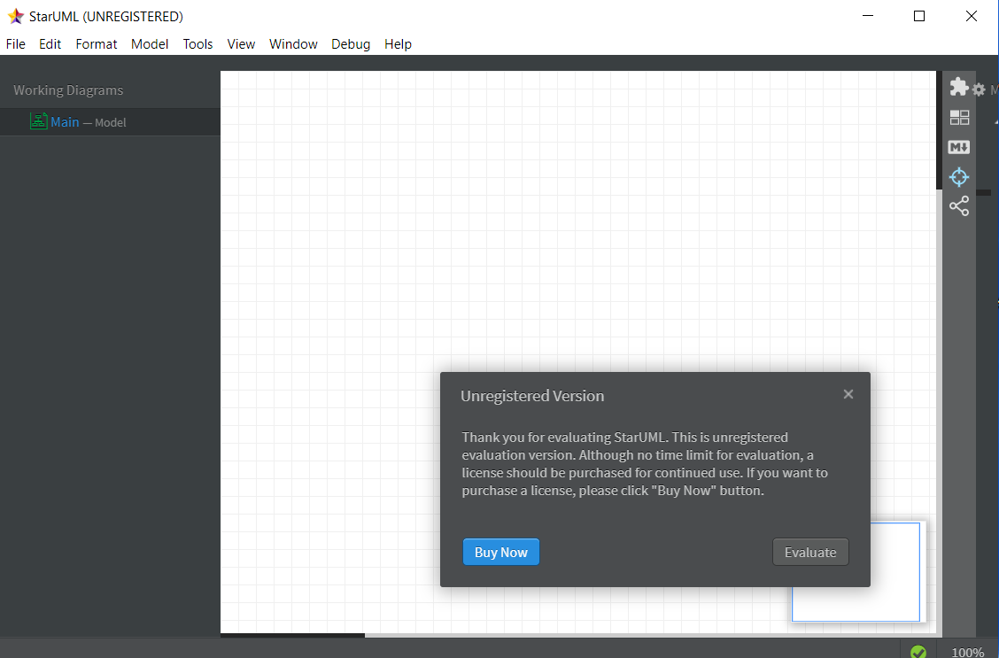 StarUML (UNREGISTERED)
File Edit Format Model Tools View Window Debug Help
Working Diagrams
Main — Model
M
Unregistered Version
Thank you for evaluating StarUML. This is unregistered
evaluation version. Although no time limit for evaluation, a
license should be purchased for continued use. If you want to
purchase a license, please click "Buy Now" button.
Buy Now Evaluate
100%